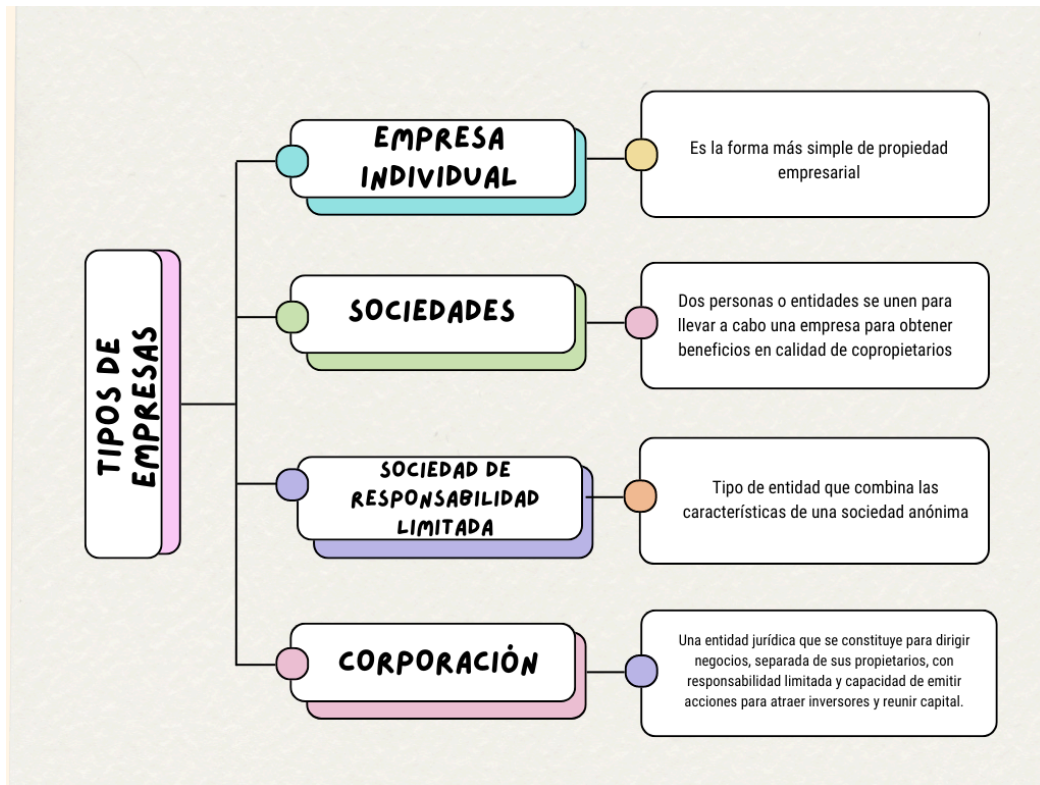 TIPOS DE
EMPRESAS
EMPRESA
INDIVIDUAL
Es la forma más simple de propiedad
empresarial
SOCIEDADES
Dos personas o entidades se unen para
llevar a cabo una empresa para obtener
beneficios en calidad de copropietarios
SOCIEDAD DE
RESPONSABILIDAD
LIMITADA
Tipo de entidad que combina las
características de una sociedad anónima
CORPORACIÓN
Una entidad jurídica que se constituye para dirigir
negocios, separada de sus propietarios, con
responsabilidad limitada y capacidad de emitir
acciones para atraer inversores y reunir capital.